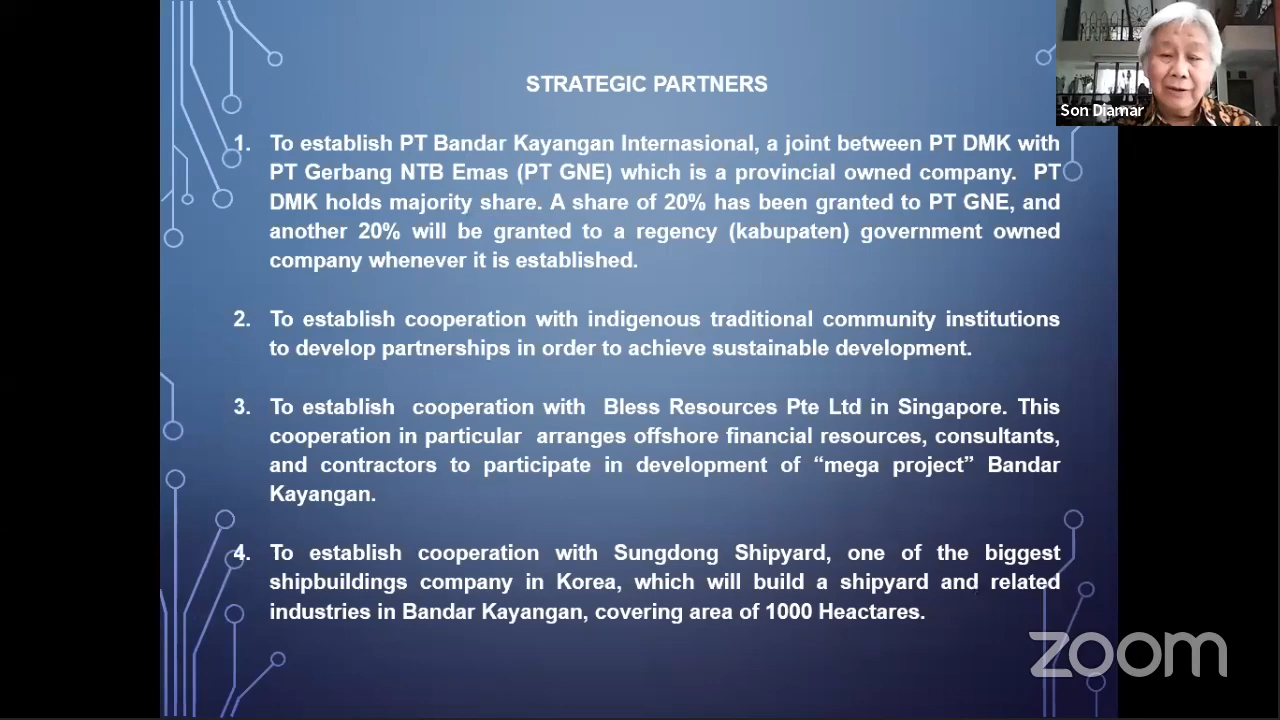 STRATEGIC PARTNERS
Son Diamar
1. To establish PT Bandar Kayangan Internasional, a joint between PT DMK with
PT Gerbang NTB Emas (PT GNE) which is a provincial owned company. PT
DMK holds majority share. A share of 20% has been granted to PT GNE, and
another 20% will be granted to a regency (kabupaten) government owned
company whenever it is established.
2. To establish cooperation with indigenous traditional community institutions
to develop partnerships in order to achieve sustainable development.
3. To establish cooperation with Bless Resources Pte Ltd in Singapore. This
cooperation in particular arranges offshore financial resources, consultants,
and contractors to participate in development of “mega project” Bandar
Kayangan.
4. To establish cooperation with Sungdong Shipyard, one of the biggest
shipbuildings company in Korea, which will build a shipyard and related
industries in Bandar Kayangan, covering area of 1000 Heactares.
zoom